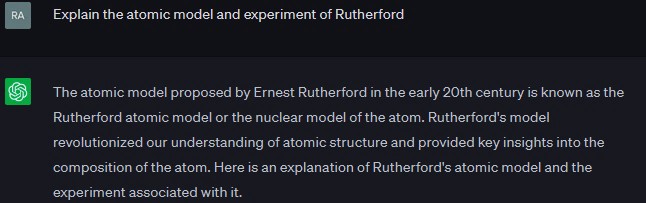 RA
Explain the atomic model and experiment of Rutherford
The atomic model proposed by Ernest Rutherford in the early 20th century is known as the
Rutherford atomic model or the nuclear model of the atom. Rutherford's model
revolutionized our understanding of atomic structure and provided key insights into the
composition of the atom. Here is an explanation of Rutherford's atomic model and the
experiment associated with it.